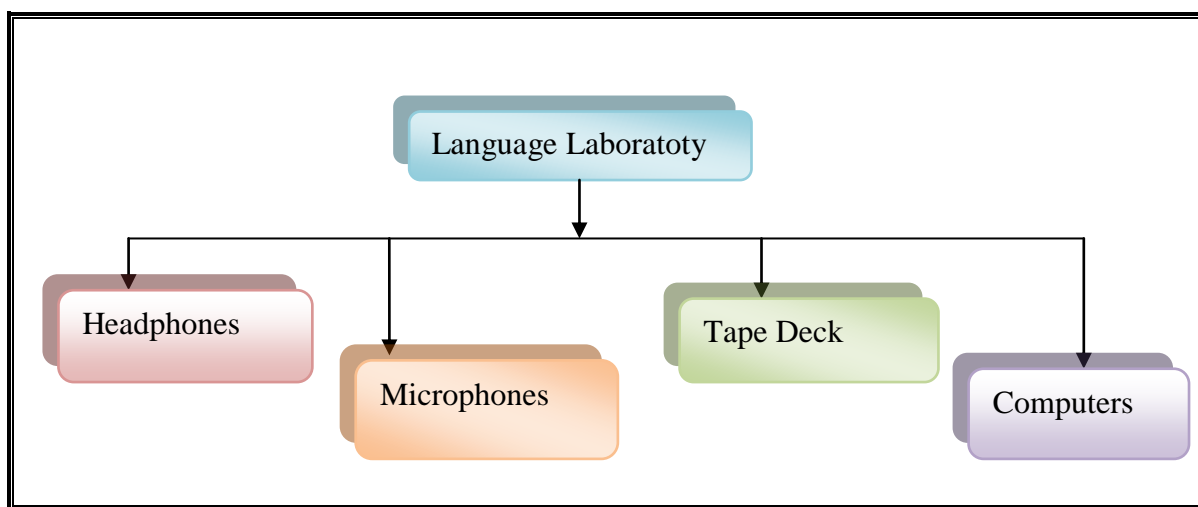 Language Laboratoty
Headphones
Microphones
Tape Deck
Computers